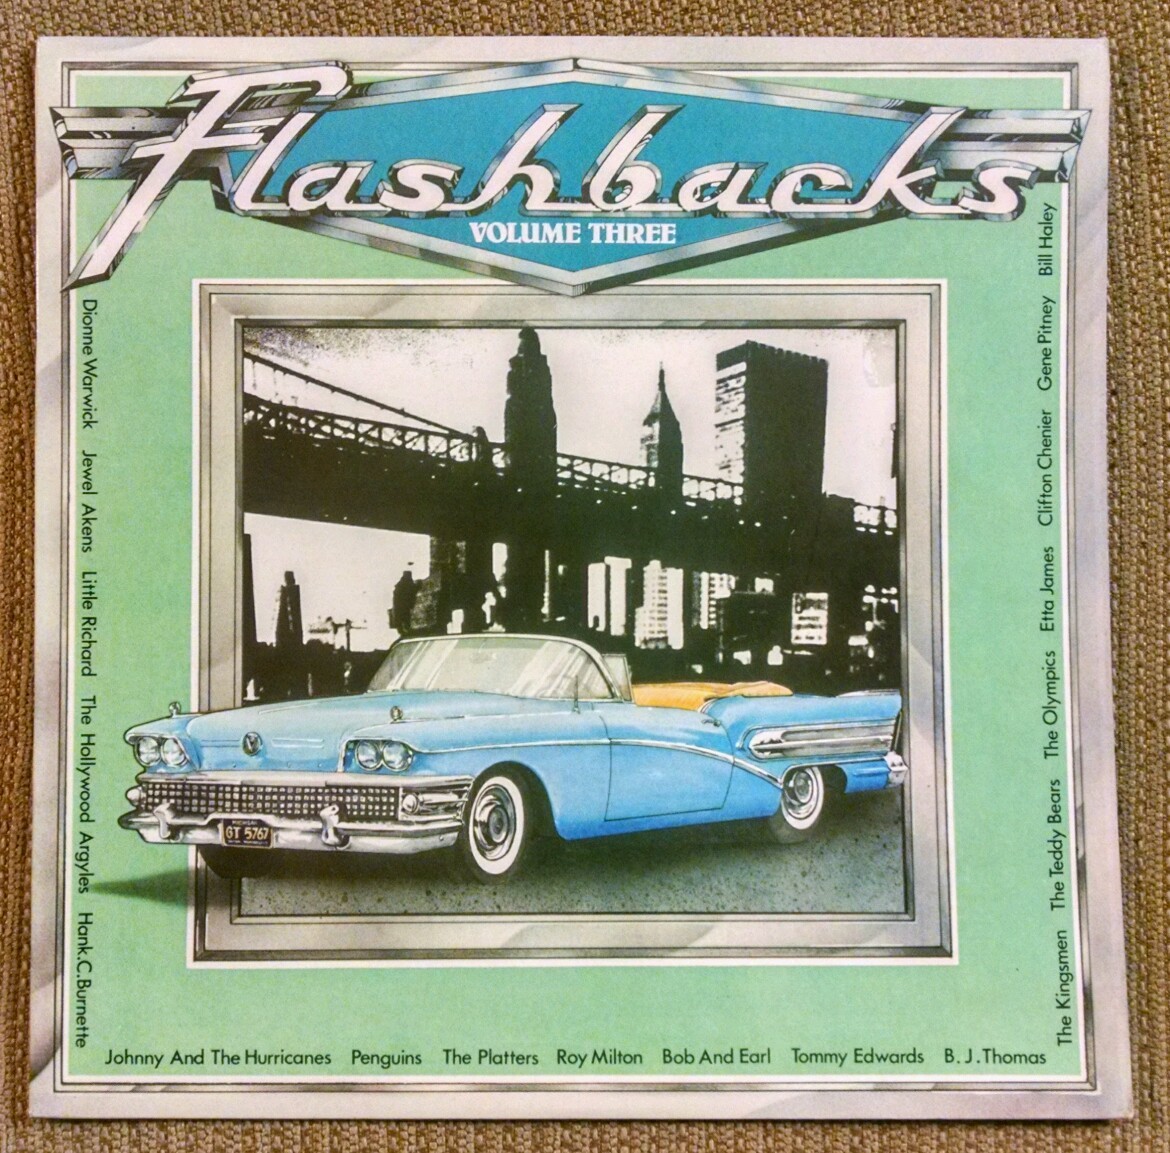 Flashbacks
VOLUME THREE
Dionne Warwick Jewel Akens Little Richard The Hollywood Argyles Hank.C.Burnette
Johnny And The Hurricanes Penguins The Platters Roy Milton Bob And Earl Tommy Edwards B.J.Thomas
The Kingsmen The Teddy Bears The Olympics Etta James Clifton Chenier Gene Pitney Bill Haley
MICHIGAN
GT 5767